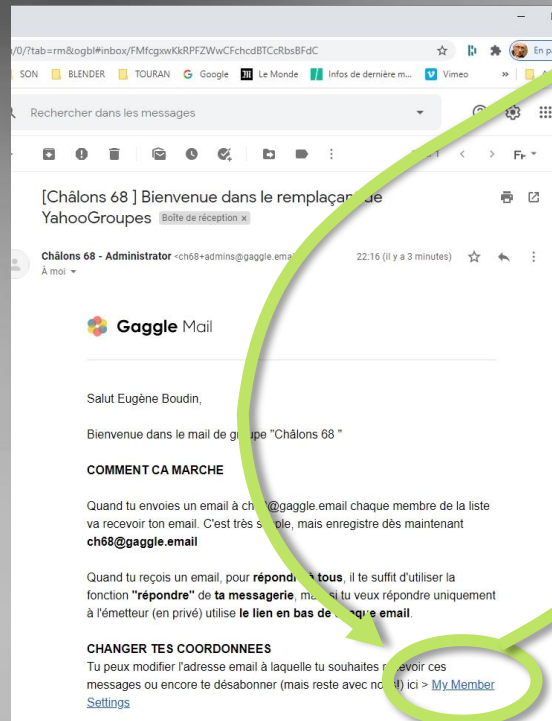 /0/?tab=rm&ogbl#inbox/FMfcgxwKkRPFZWwCFchcdBTCcRbsBFdC
En pa
SON BLENDER TOURAN Google Le Monde Infos de dernière m... Vimeo »
Rechercher dans les messages
[Châlons 68 ] Bienvenue dans le remplaçant de
YahooGroupes Boîte de réception x
Châlons 68 - Administrator <ch68+admins@gaggle.emai 22:16 (il y a 3 minutes)
À moi
Gaggle Mail
Salut Eugène Boudin,
Bienvenue dans le mail de groupe "Châlons 68 "
COMMENT CA MARCHE
Quand tu envoies un email à ch68@gaggle.email chaque membre de la liste
va recevoir ton email. C'est très simple, mais enregistre dès maintenant
ch68@gaggle.email
Quand tu reçois un email, pour répondre à tous, il te suffit d'utiliser la
fonction "répondre" de ta messagerie, mais si tu veux répondre uniquement
à l'émetteur (en privé) utilise le lien en bas de chaque email.
CHANGER TES COORDONNEES
Tu peux modifier l'adresse email à laquelle tu souhaites recevoir ces
messages ou encore te désabonner (mais reste avec nous!) ici > My Member
Settings